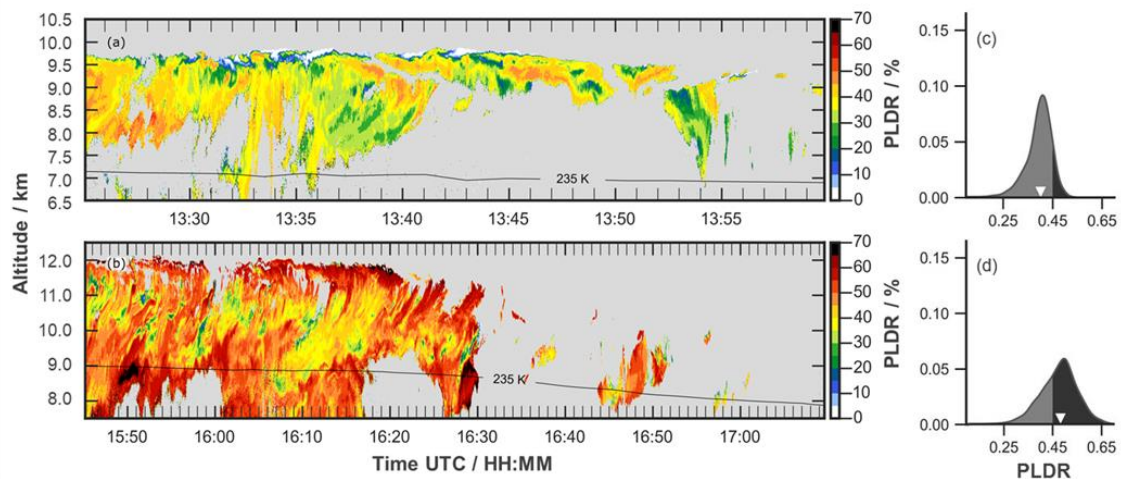 10.5
10.0
9.5
9.0
8.5
8.0
7.5
7.0
6.5
(a)
235 K
13:30 13:35 13:40 13:45 13:50 13:55
70
60
50
40
30
20
10
0
PLDR / %
0.15
0.10
0.05
0.00
(c)
0.25 0.45 0.65
Altitude / km
12.0
11.0
10.0
9.0
8.0
(b)
235 K
15:50 16:00 16:10 16:20 16:30 16:40 16:50 17:00
Time UTC / HH:MM
70
60
50
40
30
20
10
0
PLDR / %
0.15
0.10
0.05
0.00
(d)
0.25 0.45 0.65
PLDR